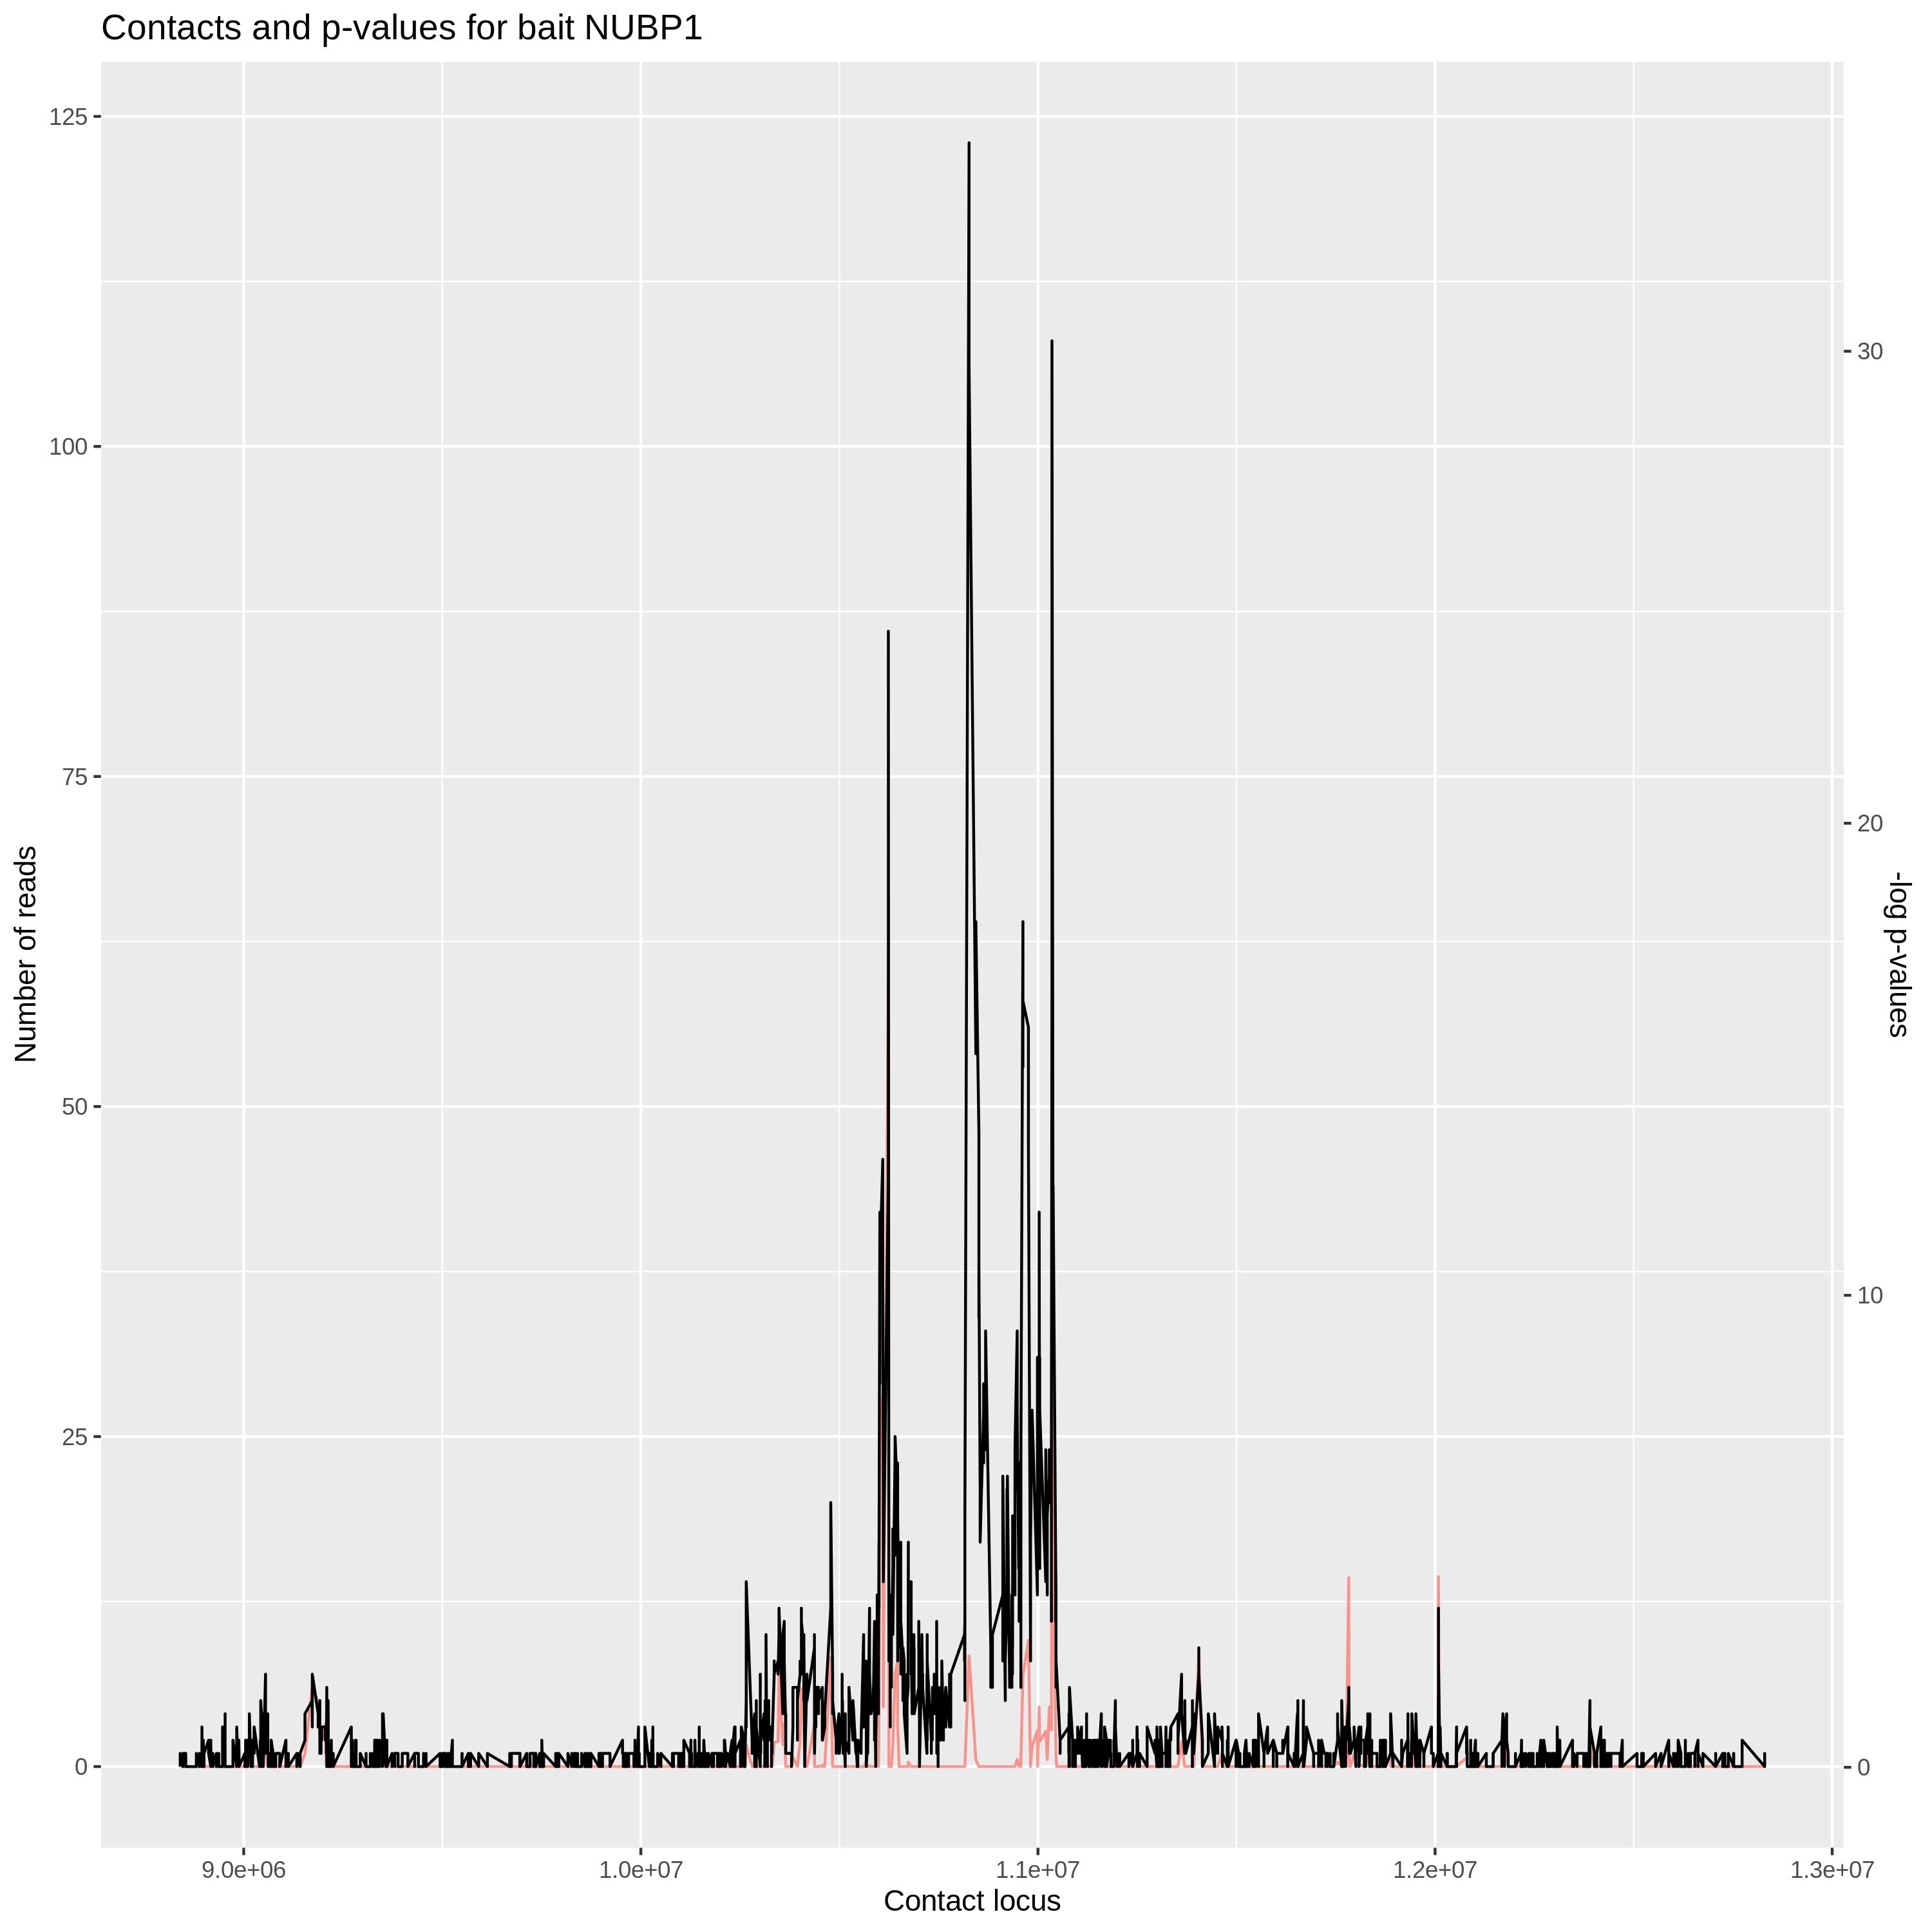 Contacts and p-values for bait NUBP1
125
100
75
50
25
0
Number of reads
30
20
10
0
-log p-values
9.0e+06
1.0e+07
1.1e+07
1.2e+07
1.3e+07
Contact locus